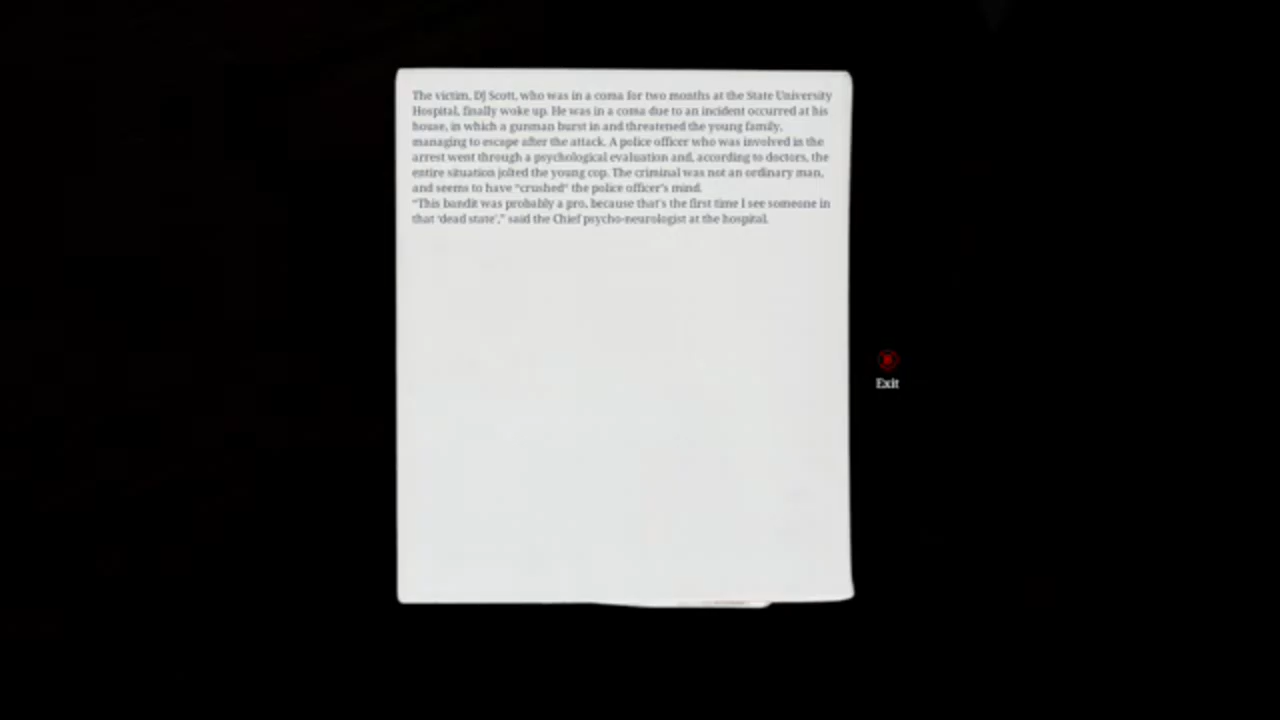 The victim, DJ Scott, who was in a coma for two months at the State University
Hospital, finally woke up. He was in a coma due to an incident occurred at his
house, in which a gunman burst in and threatened the young family,
managing to escape after the attack. A police officer who was involved in the
arrest went through a psychological evaluation and, according to doctors, the
entire situation jolted the young cop. The criminal was not an ordinary man,
and seems to have "crushed" the police officer's mind.
"This bandit was probably a pro, because that's the first time I see someone in
that 'dead state'," said the Chief psycho-neurologist at the hospital.
Exit